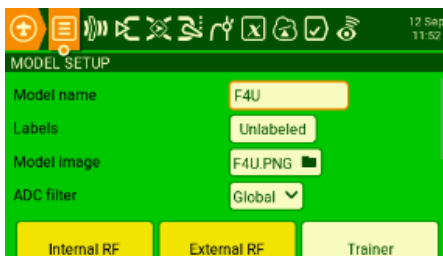 12 Sep
11:52
MODEL SETUP
Model name F4U
Labels Unlabeled
Model image F4U.PNG
ADC filter Global
Internal RF External RF Trainer